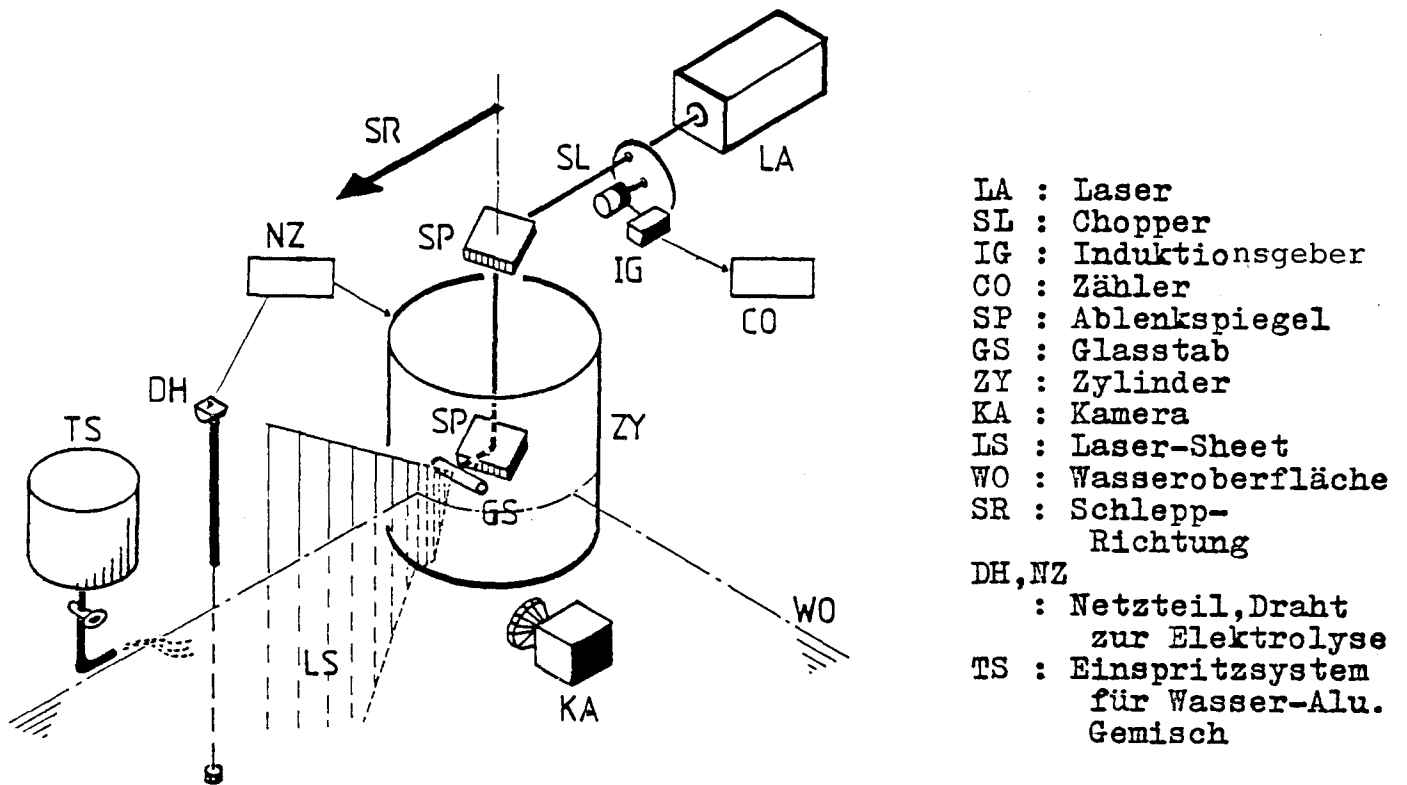 LA
SR
SL
SP
NZ
IG
CO
DH
TS
SP
ZY
GS
WO
LS
KA
LA : Laser
SL : Chopper
IG : Induktionsgeber
CO : Zähler
SP : Ablenkspiegel
GS : Glasstab
ZY : Zylinder
KA : Kamera
LS : Laser-Sheet
WO : Wasseroberfläche
SR : Schlepp-
Richtung
DH,NZ
: Netzteil,Draht
zur Elektrolyse
TS : Einspritzsystem
für Wasser-Alu.
Gemisch